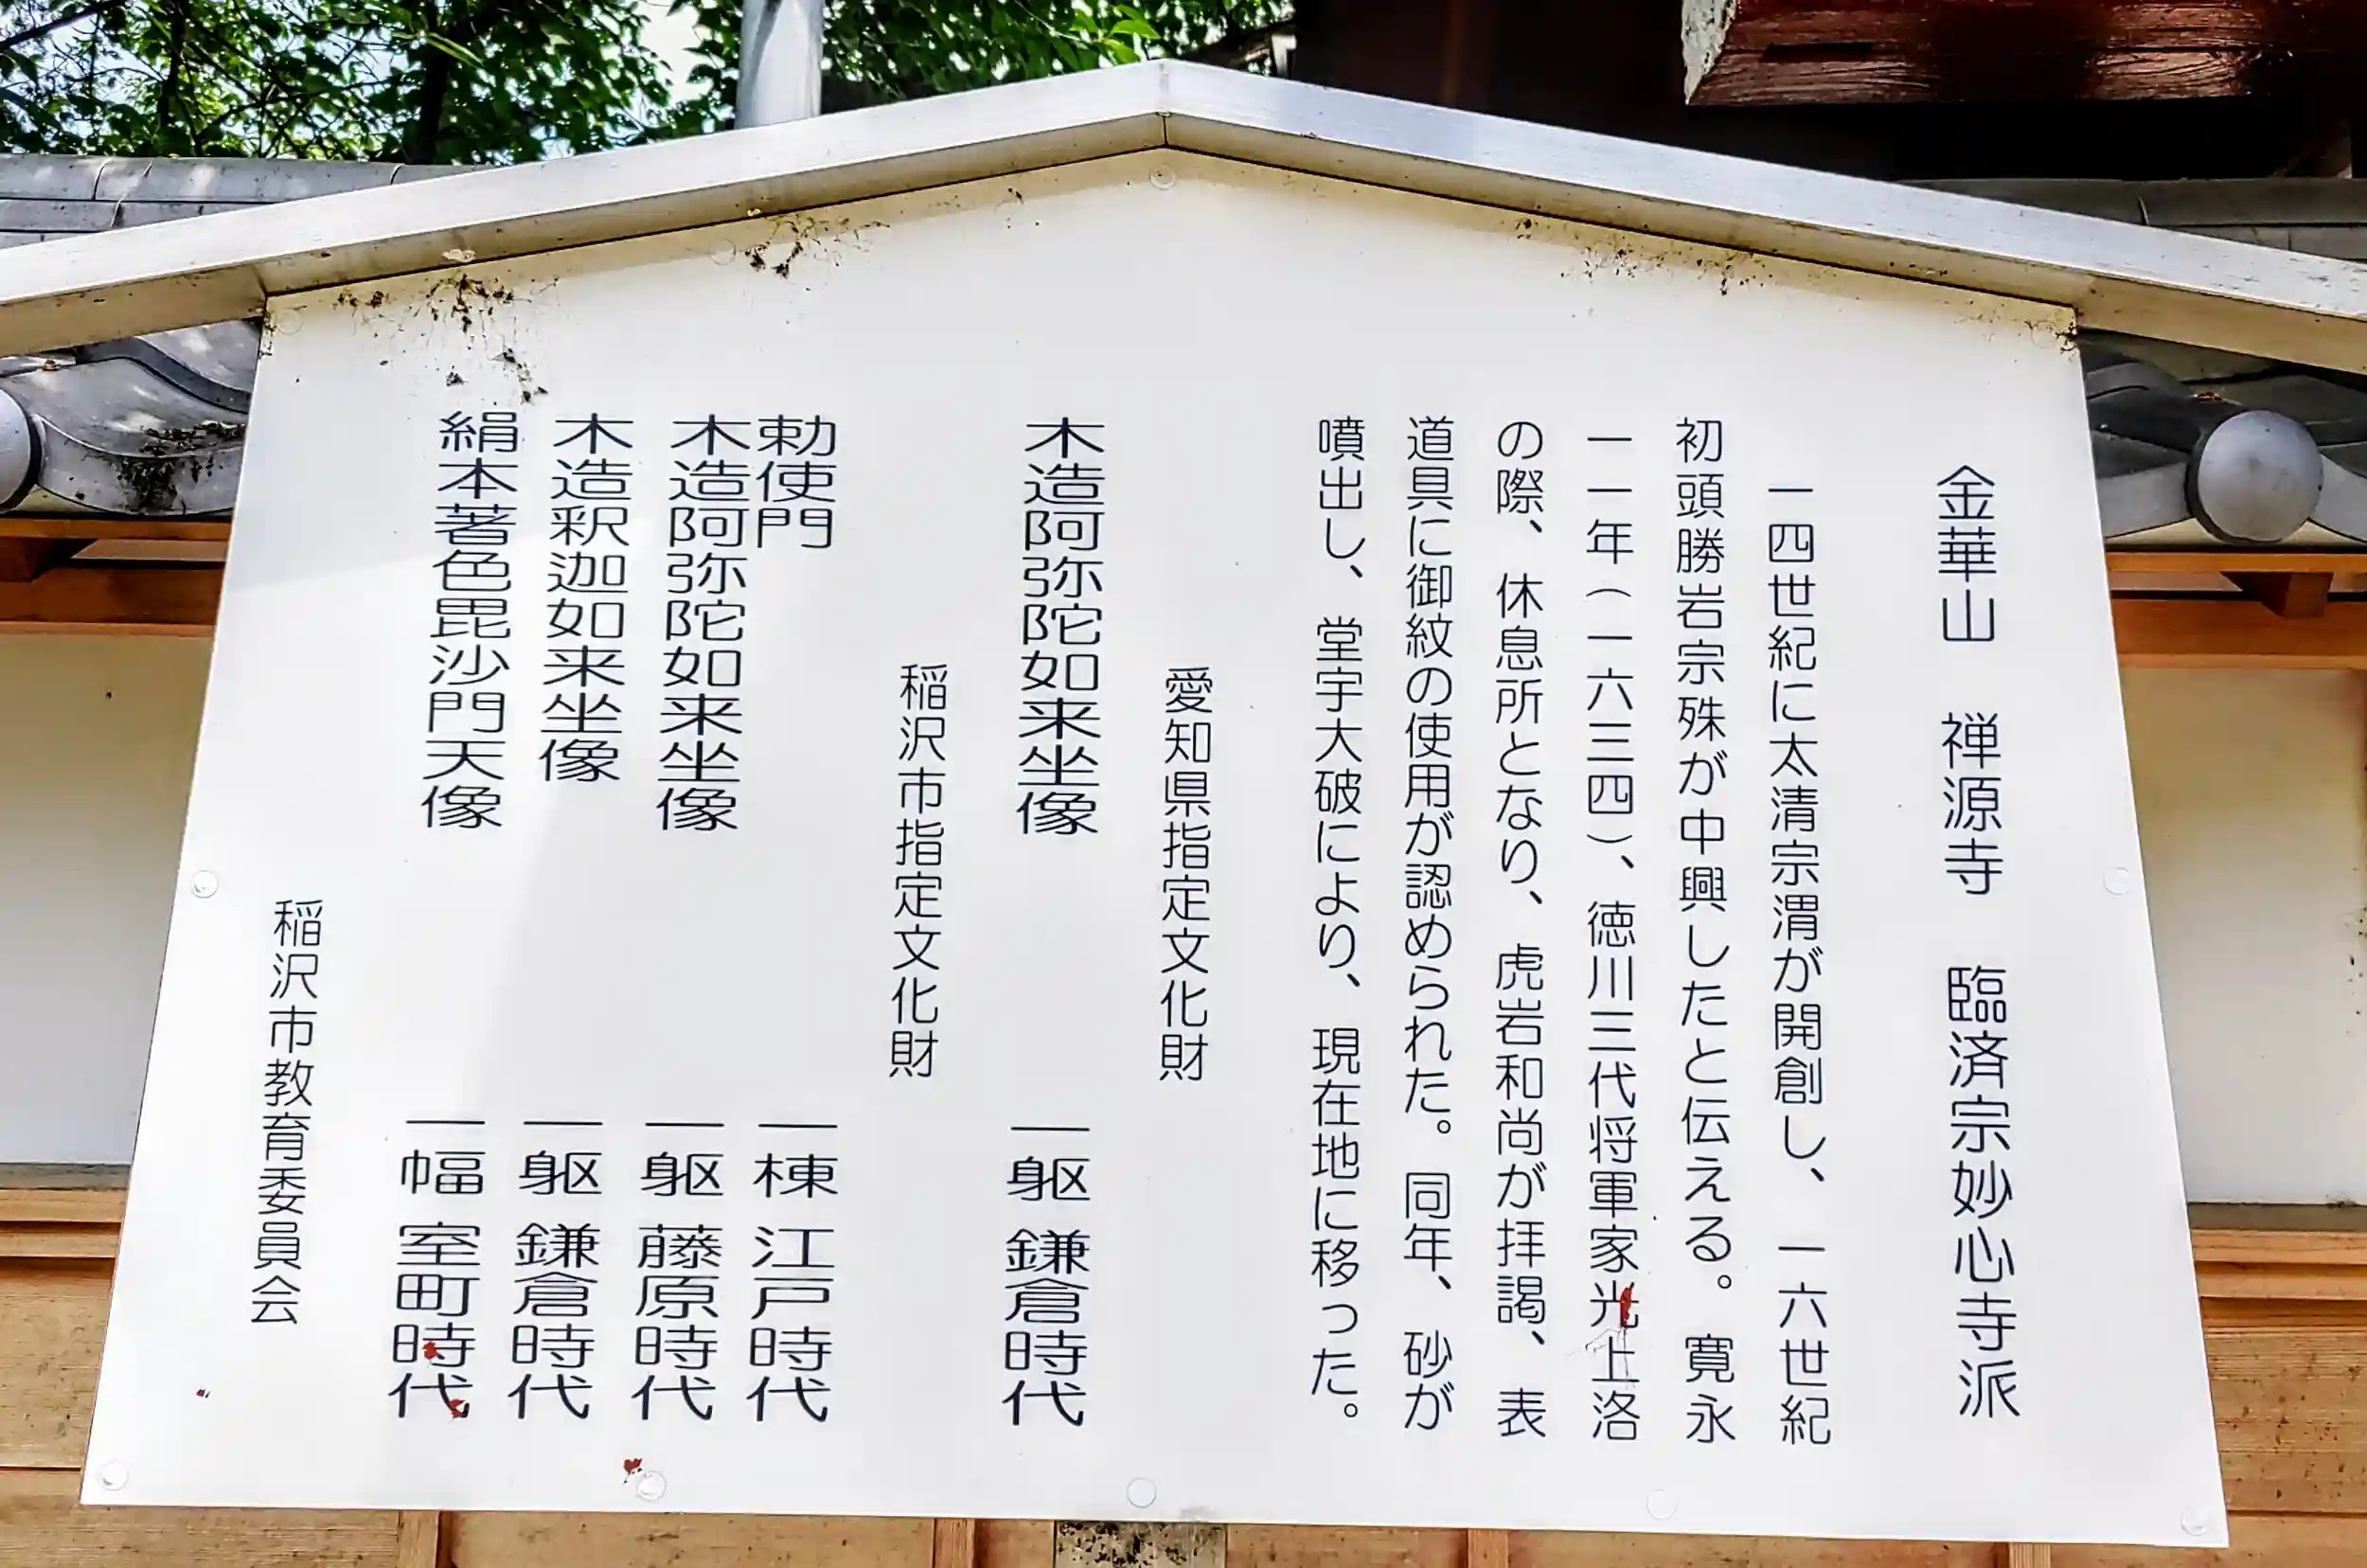 金華山　禅源寺　臨済宗妙心寺派
一四世紀に太清宗渭が開創し、一六世紀
初頭勝岩宗殊が中興したと伝える。寛永
一一年（一六三四）、徳川三代将軍家光上洛
の際、休息所となり、虎岩和尚が拝謁、表
道具に御紋の使用が認められた。同年、砂が
噴出し、堂宇大破により、現在地に移った。
愛知県指定文化財
木造阿弥陀如来坐像　一躯　鎌倉時代
稲沢市指定文化財
勅使門　一棟　江戸時代
木造阿弥陀如来坐像　一躯　藤原時代
木造釈迦如来坐像　一躯　鎌倉時代
絹本著色毘沙門天像　一幅　室町時代
稲沢市教育委員会